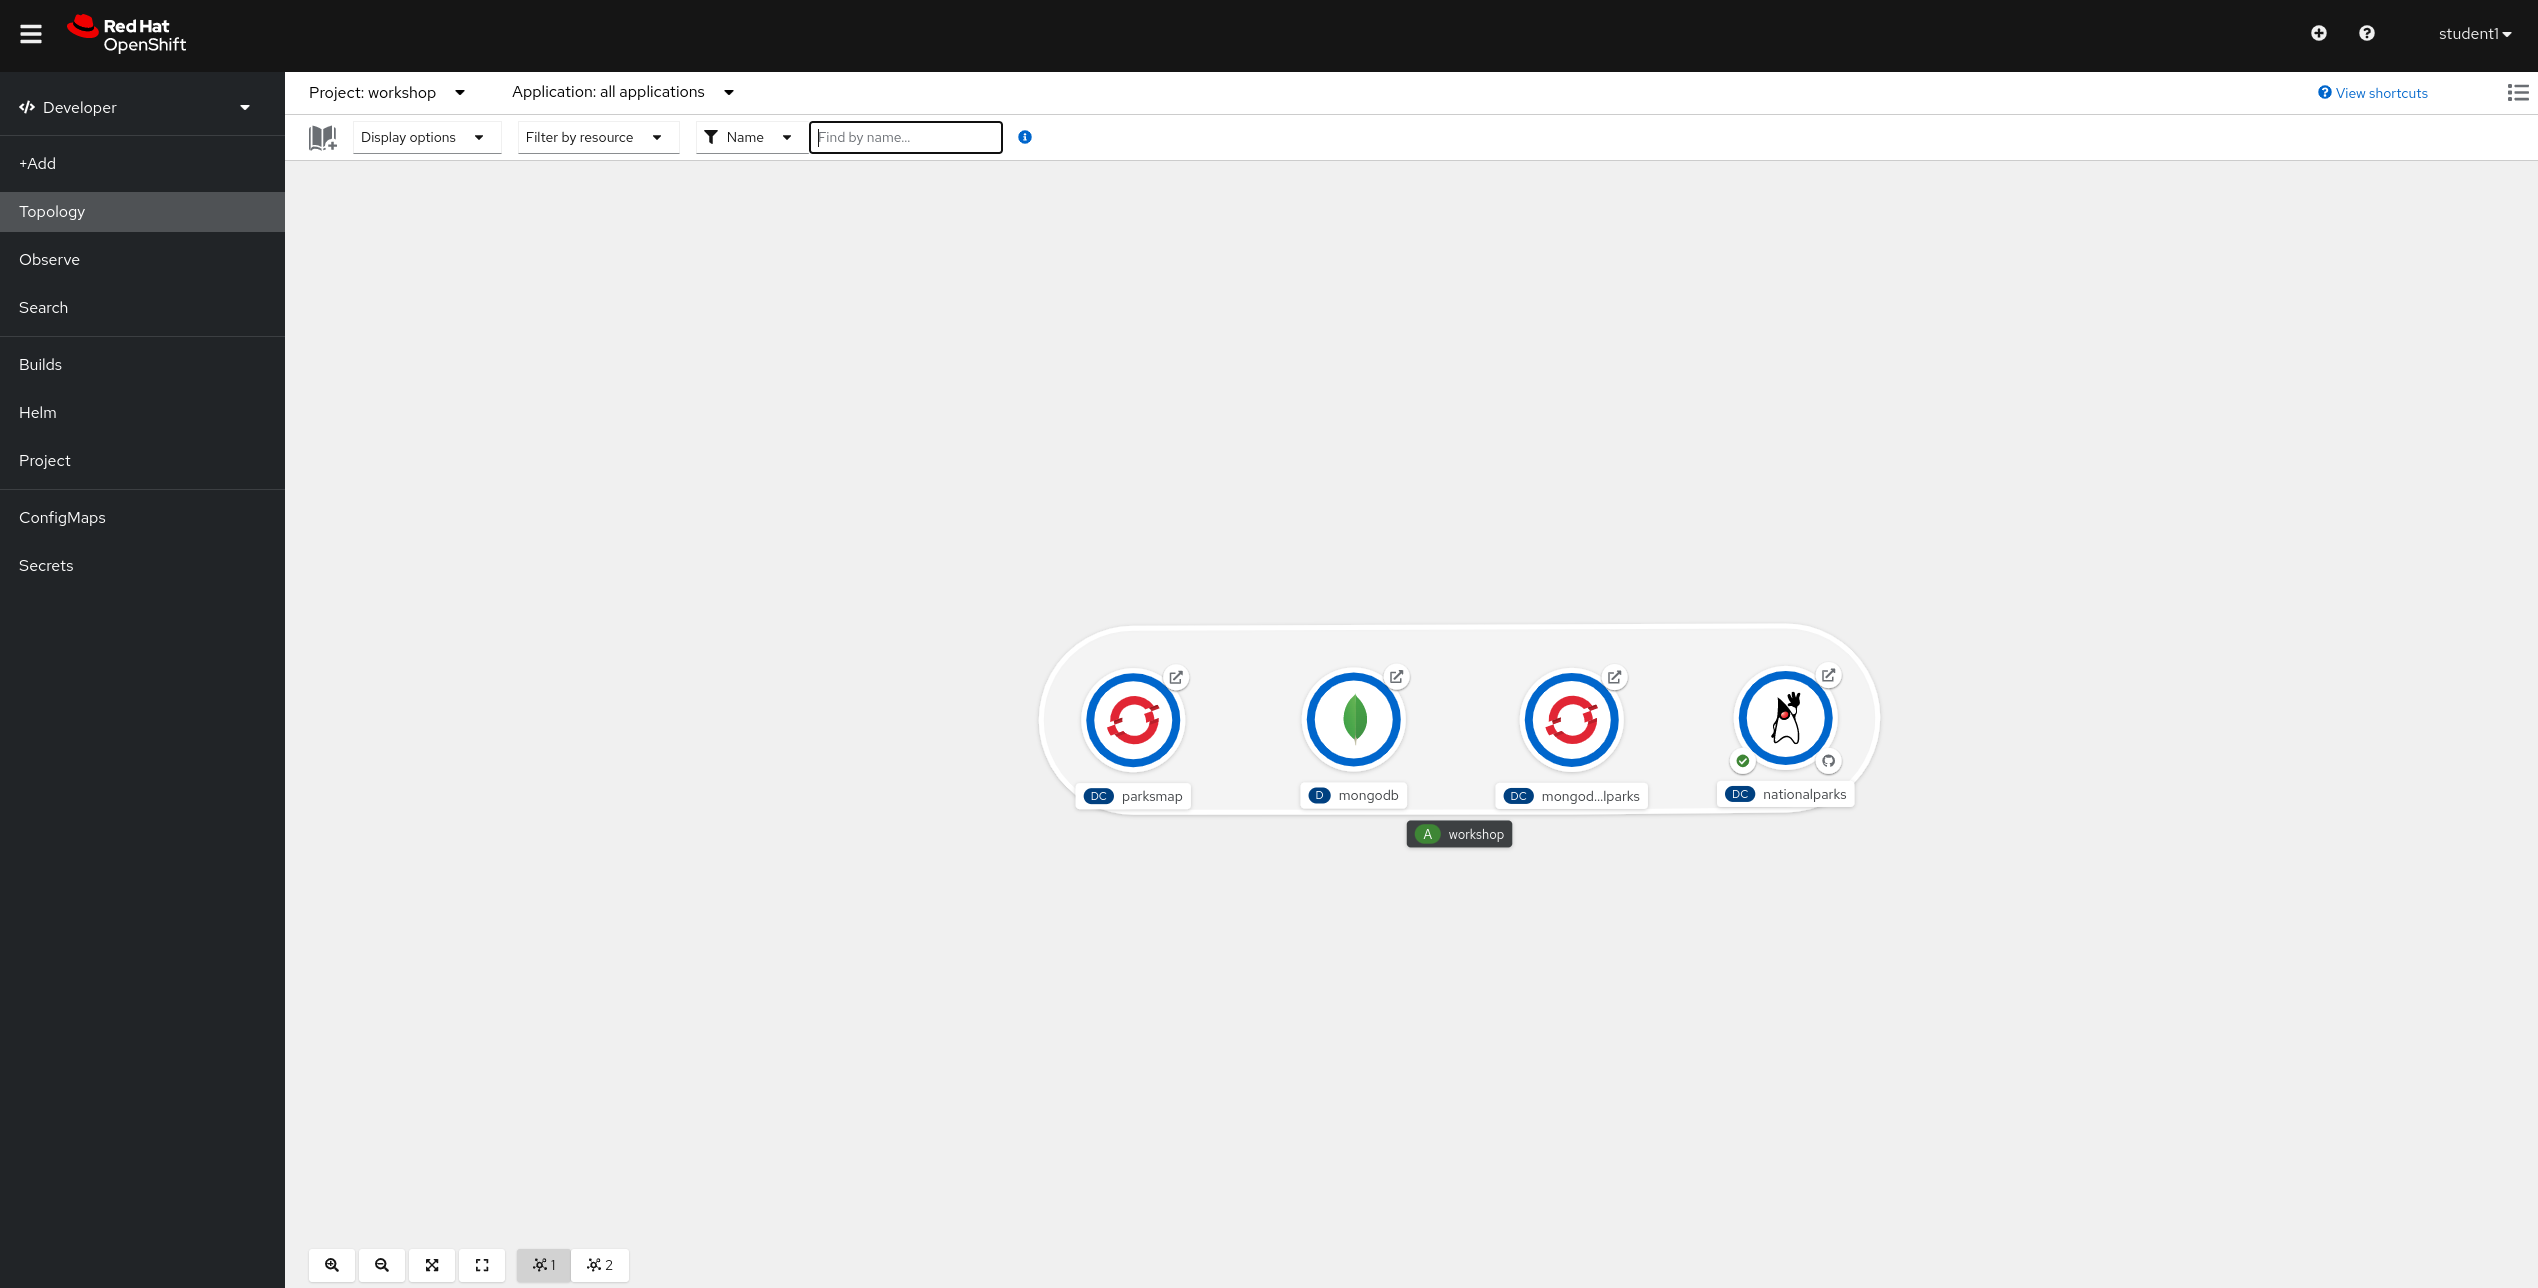 Red Hat
OpenShift
student1
Developer
+Add
Topology
Observe
Search
Builds
Helm
Project
ConfigMaps
Secrets
Project: workshop
Application: all applications
View shortcuts
Display options
Filter by resource
Name
Find by name...
DC parksmap
D mongodb
DC mongod...lparks
DC nationalparks
A workshop
1
2